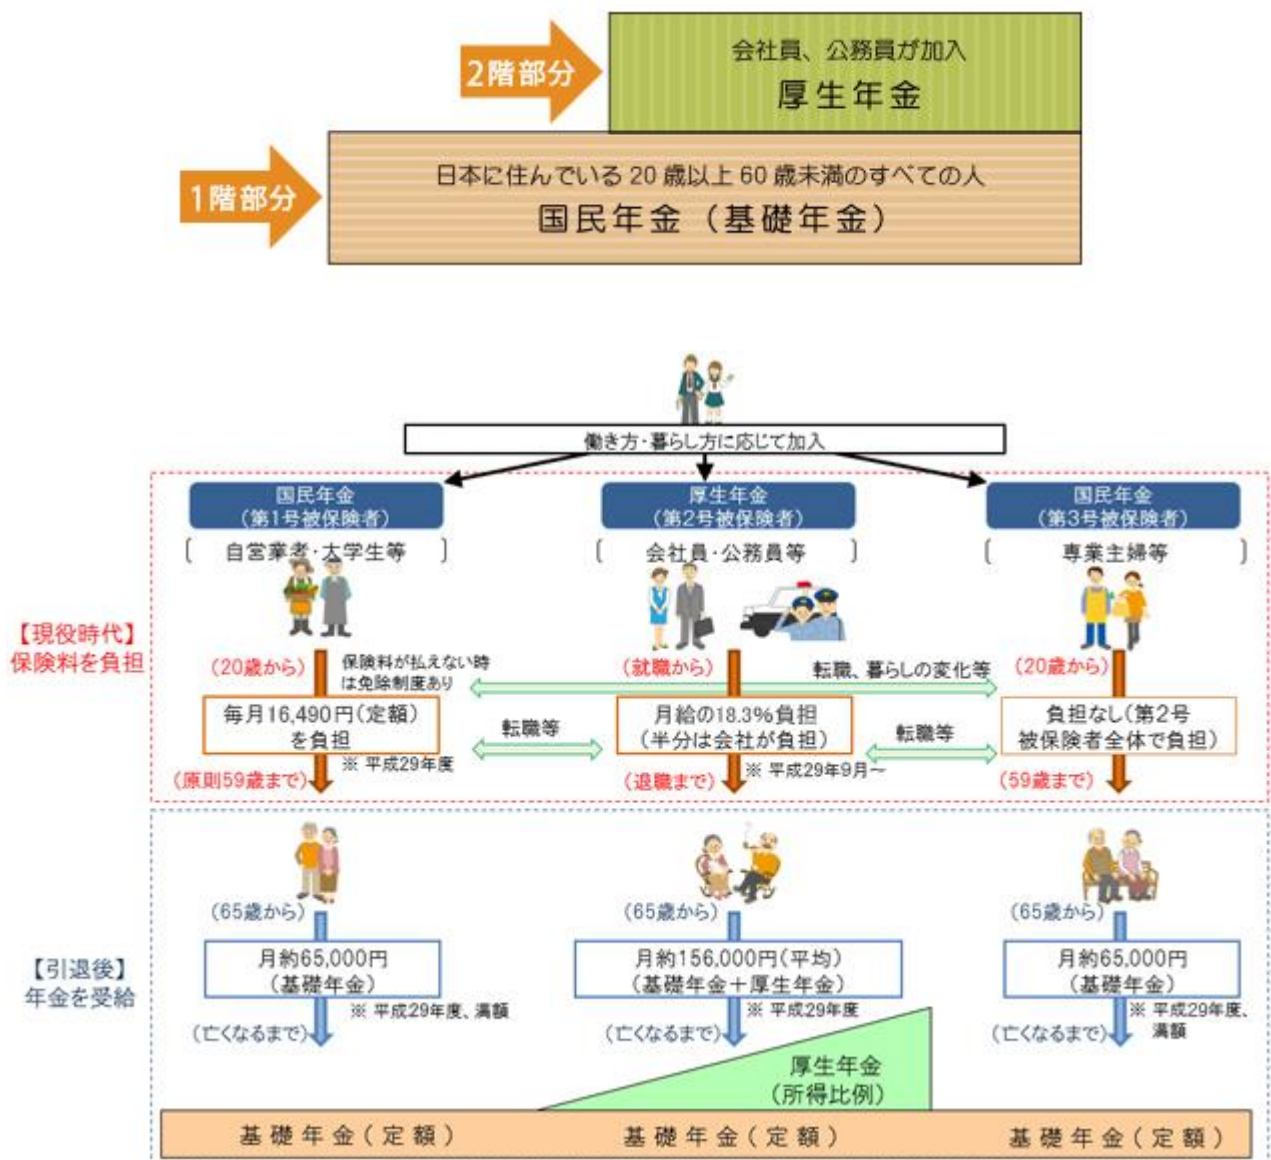 2階部分
会社員、公務員が加入
厚生年金
1階部分
日本に住んでいる 20 歳以上 60 歳未満のすべての人
国民年金（基礎年金）
働き方・暮らし方に応じて加入
国民年金
(第1号被保険者)
厚生年金
(第2号被保険者)
国民年金
(第3号被保険者)
〔 自営業者・大学生等 〕
〔 会社員・公務員等 〕
〔 専業主婦等 〕
【現役時代】
保険料を負担
(20歳から)
保険料が払えない時
は免除制度あり
(就職から)
転職、暮らしの変化等
(20歳から)
毎月16,490円(定額)
を負担
転職等
月給の18.3%負担
(半分は会社が負担)
転職等
負担なし(第2号
被保険者全体で負担)
※ 平成29年度
(原則59歳まで)
※ 平成29年9月～
(退職まで)
(59歳まで)
【引退後】
年金を受給
(65歳から)
(65歳から)
(65歳から)
月約65,000円
(基礎年金)
月約156,000円(平均)
(基礎年金＋厚生年金)
月約65,000円
(基礎年金)
※ 平成29年度、満額
※ 平成29年度
※ 平成29年度、
満額
(亡くなるまで)
(亡くなるまで)
(亡くなるまで)
厚生年金
(所得比例)
基礎年金(定額)
基礎年金(定額)
基礎年金(定額)